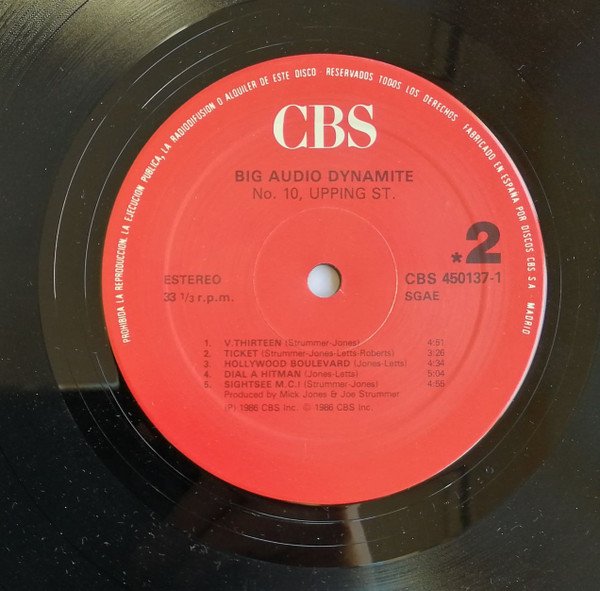 PROHIBIDA LA REPRODUCCION, LA EJECUCION PUBLICA, LA RADIODIFUSION O ALQUILER DE ESTE DISCO · RESERVADOS TODOS LOS DERECHOS · FABRICADO EN ESPAÑA POR DISCOS CBS S.A. · MADRID
CBS
BIG AUDIO DYNAMITE
No. 10, UPPING ST.
*2
ESTEREO CBS 450137-1
33 1/3 r.p.m. SGAE
1. V.THIRTEEN (Strummer-Jones) 4:51
2. TICKET (Strummer-Jones-Letts-Roberts) 3:26
3. HOLLYWOOD BOULEVARD (Jones-Letts) 4:34
4. DIAL A HITMAN (Jones-Letts) 5:04
5. SIGHTSEE M.C.I (Strummer-Jones) 4:55
Produced by Mick Jones & Joe Strummer
(P) 1986 CBS Inc. © 1986 CBS Inc.